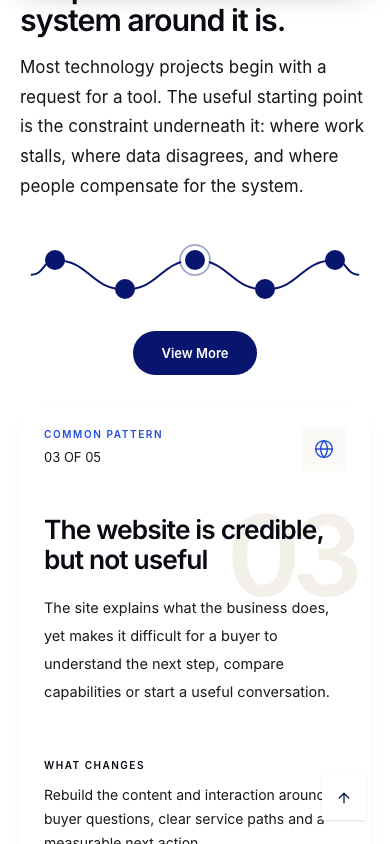 system around it is.
Most technology projects begin with a
request for a tool. The useful starting point
is the constraint underneath it: where work
stalls, where data disagrees, and where
people compensate for the system.
View More
COMMON PATTERN
03 OF 05
03
The website is credible,
but not useful
The site explains what the business does,
yet makes it difficult for a buyer to
understand the next step, compare
capabilities or start a useful conversation.
WHAT CHANGES
Rebuild the content and interaction around
buyer questions, clear service paths and a
measurable next action.